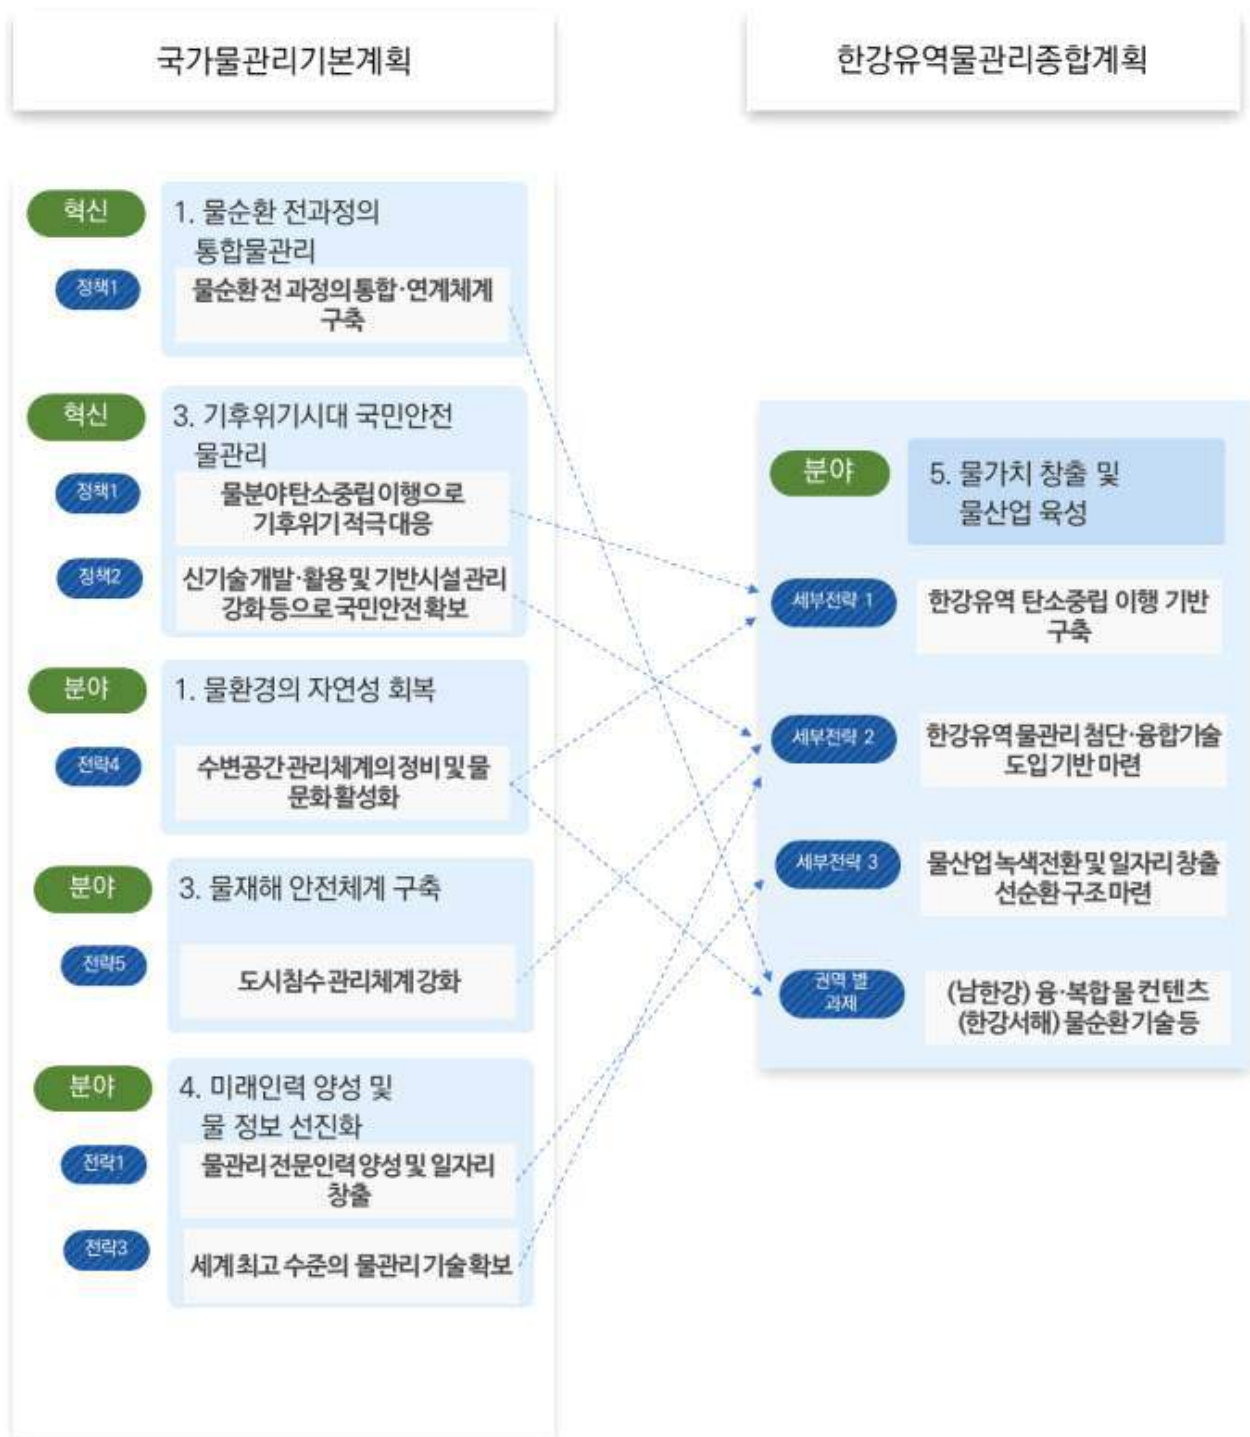 국가물관리기본계획
혁신
1. 물순환 전과정의
통합물관리
정책1
물순환 전 과정의 통합·연계체계
구축
혁신
3. 기후위기시대 국민안전
물관리
정책1
물분야 탄소중립 이행으로
기후위기 적극 대응
정책2
신기술 개발·활용 및 기반시설 관리
강화 등으로 국민안전 확보
분야
1. 물환경의 자연성 회복
전략4
수변공간 관리체계의 정비 및 물
문화 활성화
분야
3. 물재해 안전체계 구축
전략5
도시침수 관리체계 강화
분야
4. 미래인력 양성 및
물 정보 선진화
전략1
물관리 전문인력 양성 및 일자리
창출
전략3
세계 최고 수준의 물관리 기술 확보
한강유역물관리종합계획
분야
5. 물가치 창출 및
물산업 육성
세부전략 1
한강유역 탄소중립 이행 기반
구축
세부전략 2
한강유역 물관리 첨단·융합기술
도입 기반 마련
세부전략 3
물산업 녹색전환 및 일자리 창출
선순환 구조 마련
권역 별
과제
(남한강) 융·복합 물 컨텐츠
(한강서해) 물순환 기술 등